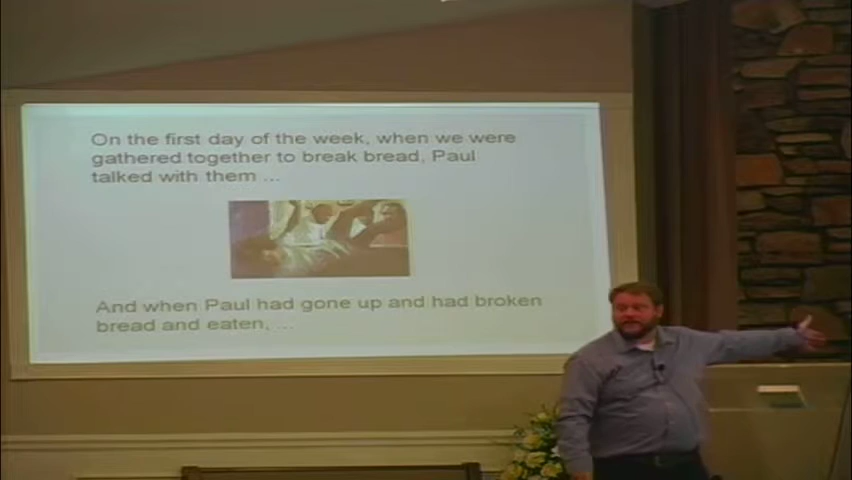 On the first day of the week, when we were
gathered together to break bread, Paul
talked with them ...
And when Paul had gone up and had broken
bread and eaten, ...